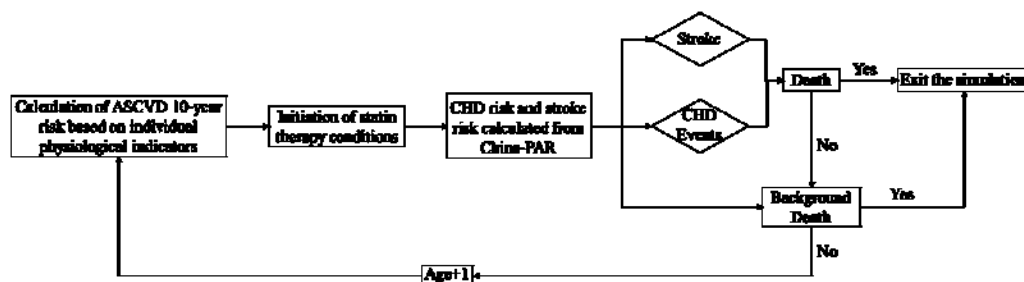 Calculation of ASCVD 10-year
risk based on individual
physiological indicators
Initiation of statin
therapy conditions
CHD risk and stroke
risk calculated from
China-PAR
Stroke
CHD
Events
Death
Yes
Exit the simulation
No
Background
Death
Yes
No
Age+1